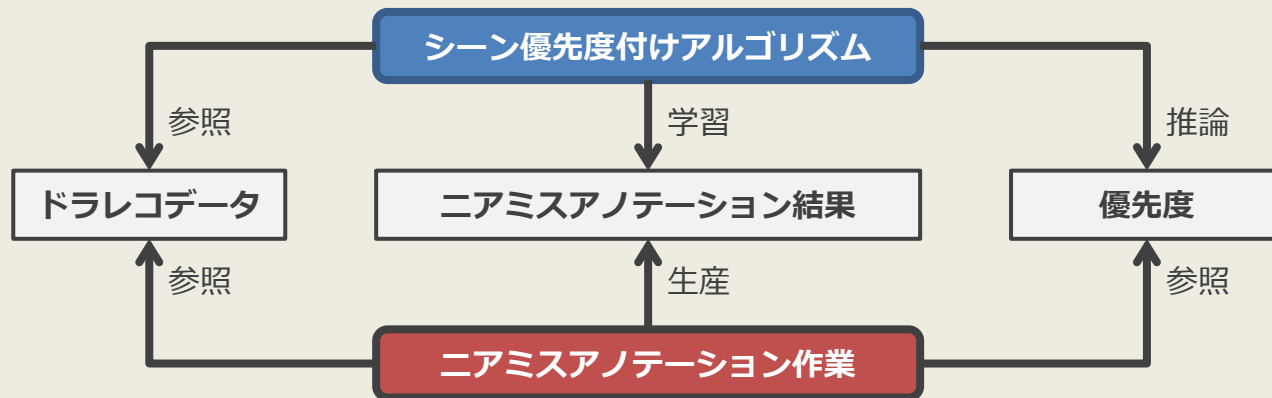 シーン優先度付けアルゴリズム
参照
学習
推論
ドラレコデータ
ニアミスアノテーション結果
優先度
参照
生産
参照
ニアミスアノテーション作業